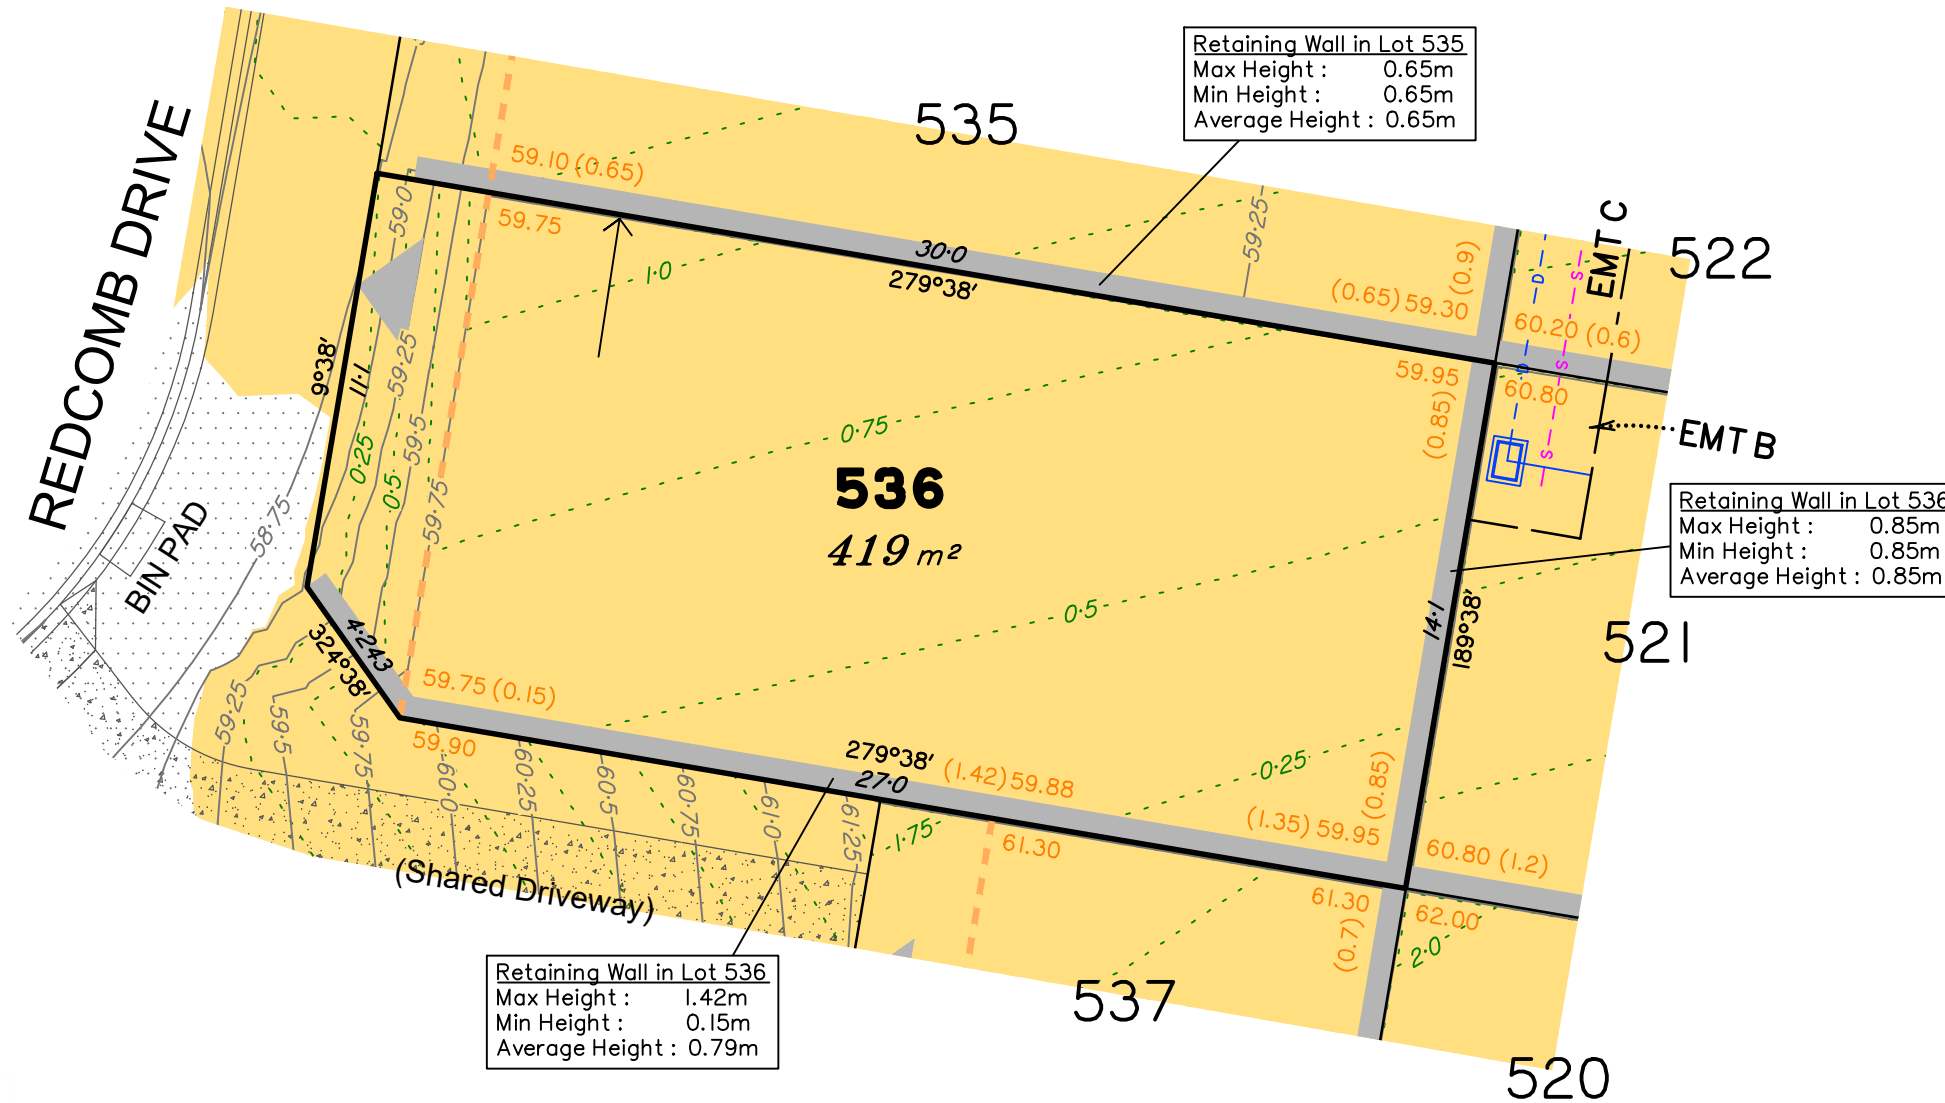 Retaining Wall in Lot 535
Max Height : 0.65m
Min Height : 0.65m
Average Height : 0.65m
535
REDCOMB DRIVE
59.10 (0.65)
59.75
59·0
30·0
279°38'
59·25
(0.65) 59.30
(0.9)
EMT C
522
D
S
S
60.20 (0.6)
D
S
59.95
60.80
(0.85)
EMT B
S
1·0
9°38'
11·1
59·25
59·5
0·25
0·5
59·75
0·75
536
419 m²
58·75
BIN PAD
Retaining Wall in Lot 536
Max Height : 0.85m
Min Height : 0.85m
Average Height : 0.85m
0·5
14·1
189°38'
521
4·243
324°38'
59.75 (0.15)
59.90
279°38'
27·0
(1.42) 59.88
0·25
(0.85)
(1.35) 59.95
59·25
59·5
59·75
60·0
60·25
60·5
60·75
61·0
61·25
1·75
61.30
60.80 (1.2)
61.30
62.00
(0.7)
2·0
(Shared Driveway)
Retaining Wall in Lot 536
Max Height : 1.42m
Min Height : 0.15m
Average Height : 0.79m
537
520